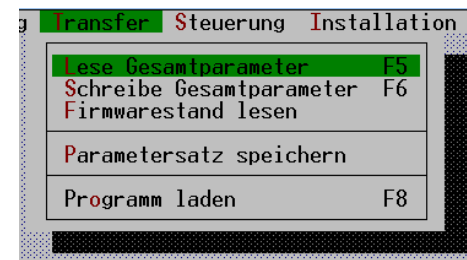 g Transfer Steuerung Installation
Lese Gesamtparameter F5
Schreibe Gesamtparameter F6
Firmwarestand lesen
Parametersatz speichern
Programm laden F8